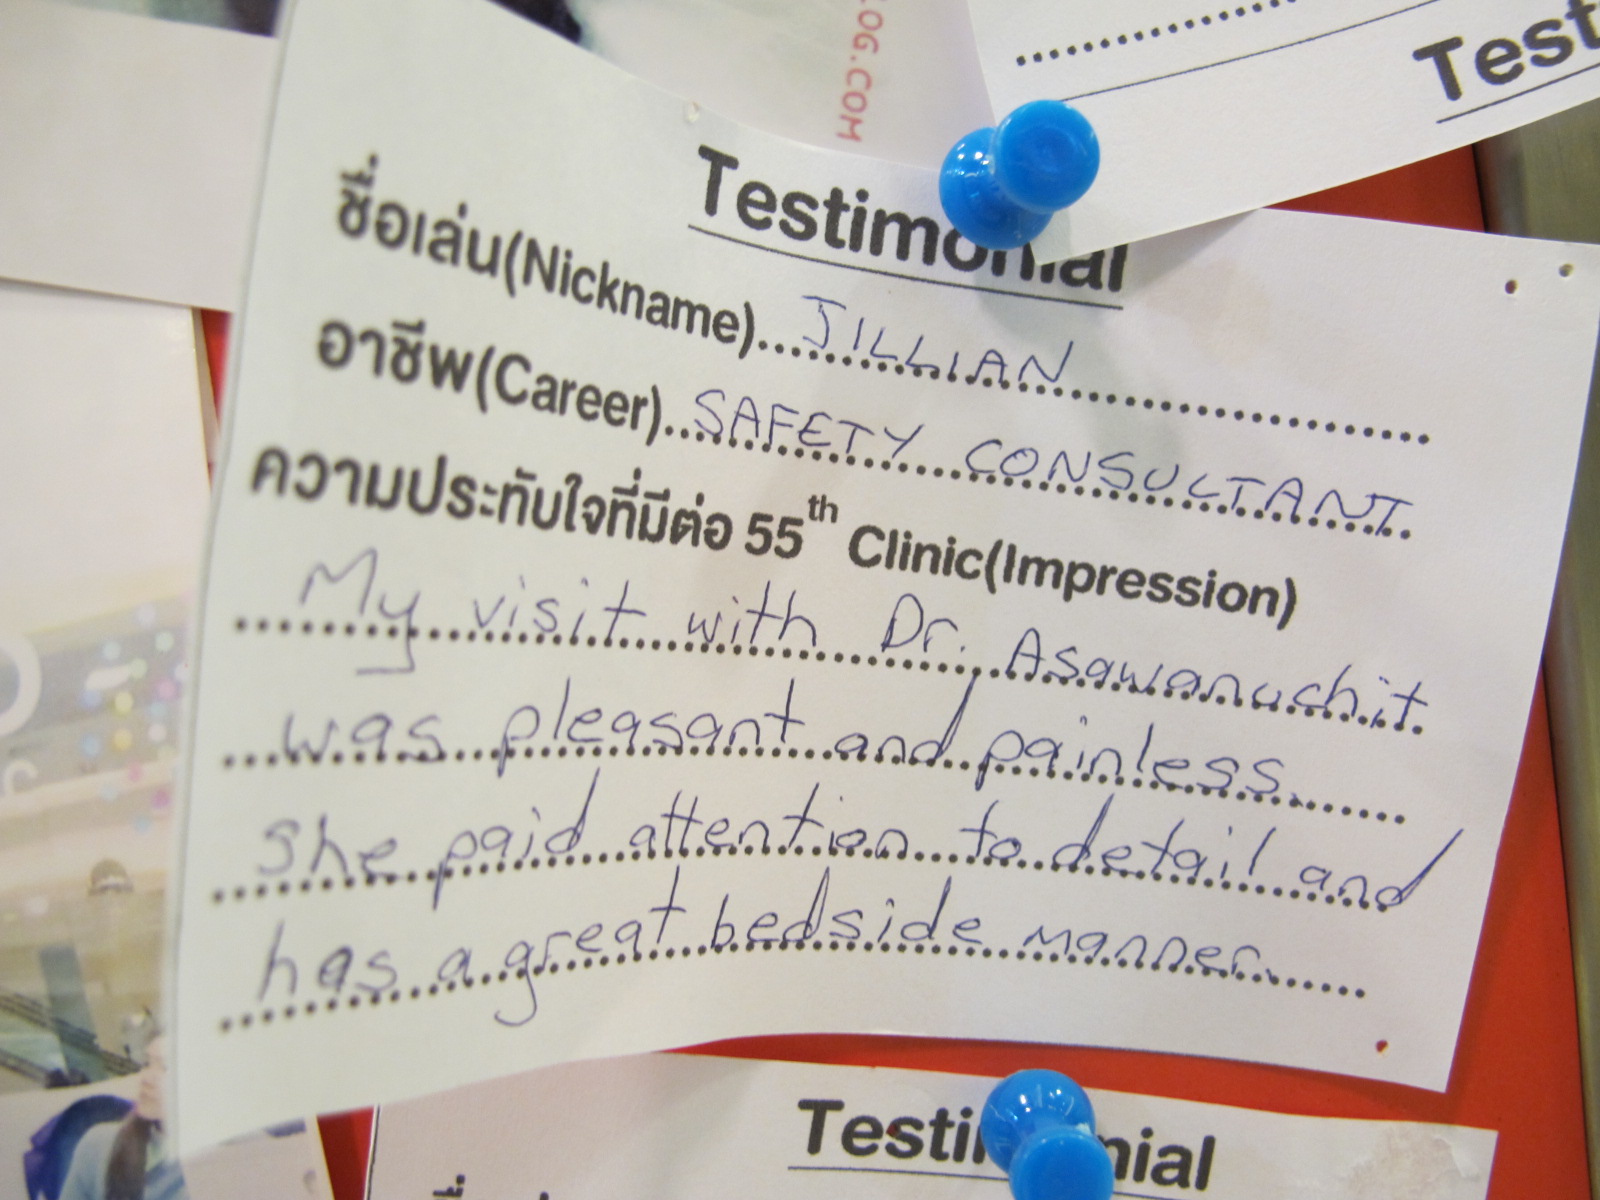 OG.COM
Test
Testimonial
ชื่อเล่น(Nickname)....JILLIAN
อาชีพ(Career)..SAFETY CONSULTANT
ความประทับใจที่มีต่อ 55th Clinic(Impression)
My visit with Dr. Asawanuchit
was pleasant and painless.
She paid attention to detail and
has a great bedside manner.
Testimonial